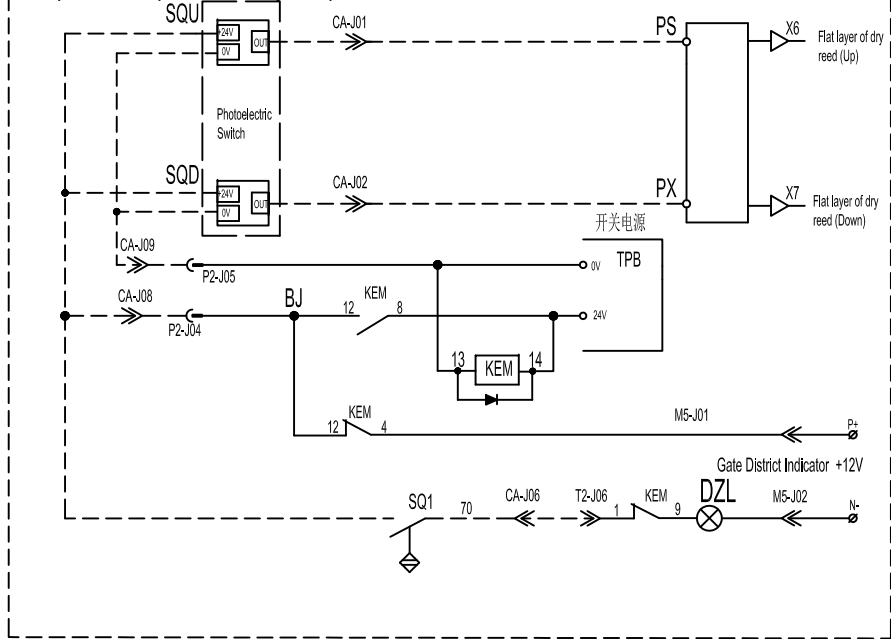 SQU
+24V
0V
OUT
CA-J01
PS
X6
Flat layer of dry
reed (Up)
Photoelectric
Switch
SQD
+24V
0V
OUT
CA-J02
PX
X7
Flat layer of dry
reed (Down)
开关电源
CA-J09
P2-J05
0V
TPB
CA-J08
P2-J04
BJ
12
KEM
8
24V
13
KEM
14
12
KEM
4
M5-J01
P+
Gate District Indicator +12V
SQ1
70
CA-J06
T2-J06
1
KEM
9
DZL
M5-J02
N-